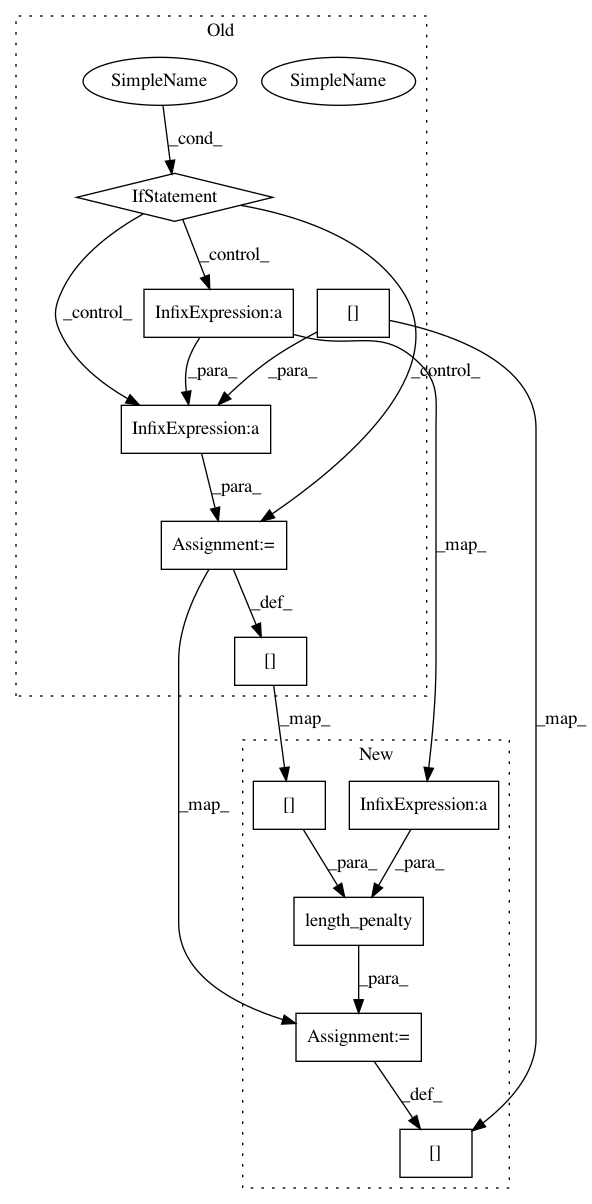 Old
SimpleName
SimpleName
_cond_
IfStatement
_control_
_control_
InfixExpression:a
[]
_para_
_para_
_control_
InfixExpression:a
_para_
_map_
Assignment:=
_def_
[]
_map_
_map_
New
[]
InfixExpression:a
_map_
_para_
_para_
length_penalty
_para_
Assignment:=
_def_
[]